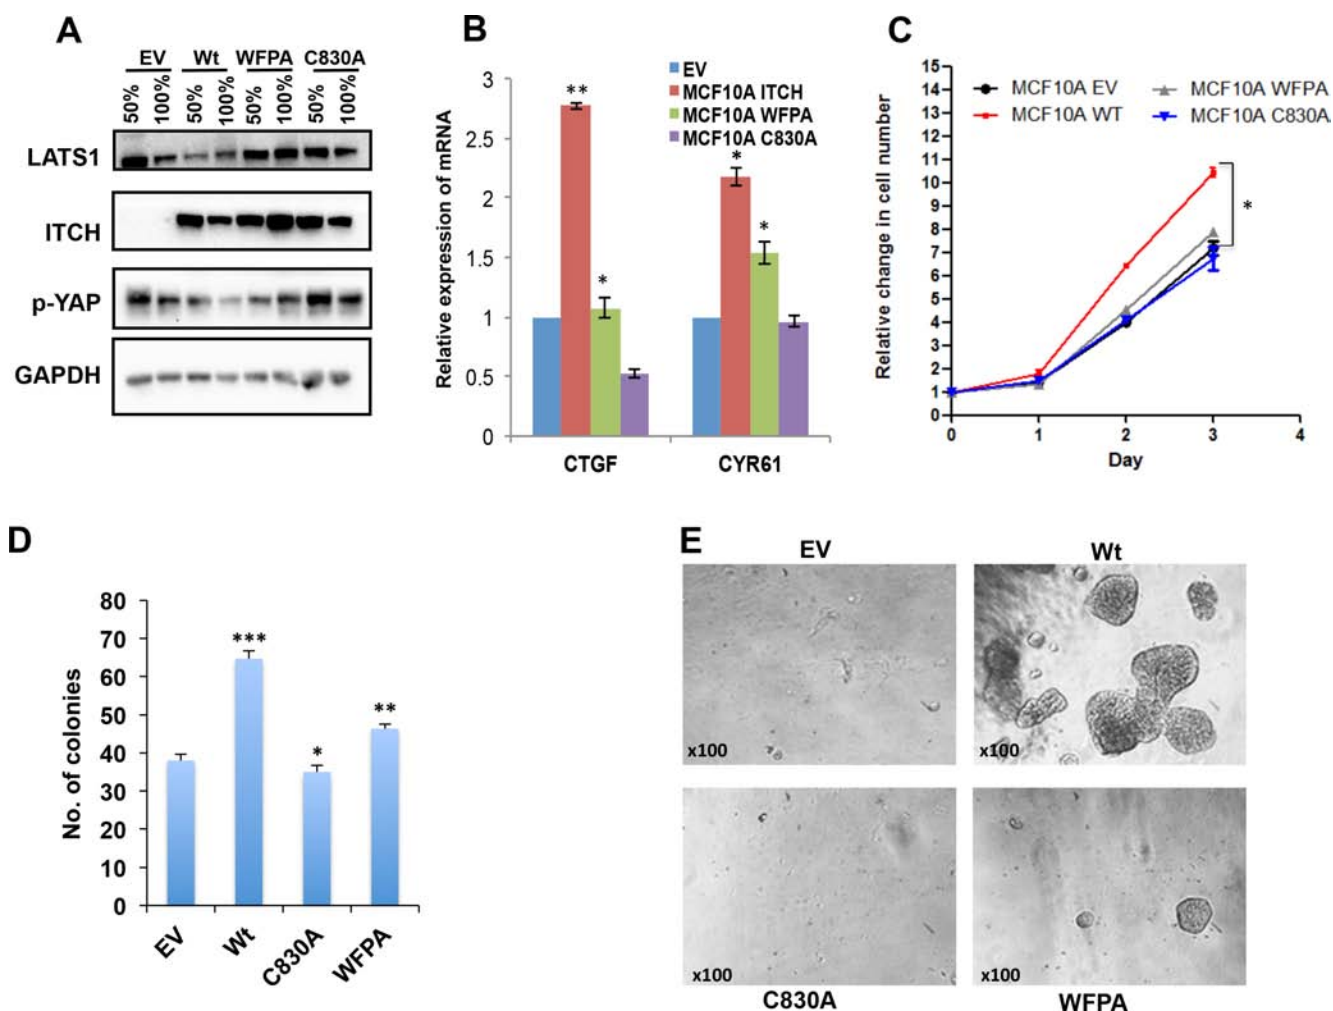 A
EV Wt WFPA C830A
50% 100% 50% 100% 50% 100% 50% 100%
LATS1
ITCH
p-YAP
GAPDH
B
Relative expression of mRNA
3
2.5
2
1.5
1
0.5
0
EV
MCF10A ITCH
MCF10A WFPA
MCF10A C830A
**
*
*
*
CTGF CYR61
C
Relative change in cell number
15
14
13
12
11
10
9
8
7
6
5
4
3
2
1
0
MCF10A EV MCF10A WFPA
MCF10A WT MCF10A C830A
*
0 1 2 3 4
Day
D
No. of colonies
80
70
60
50
40
30
20
10
0
***
*
**
EV Wt C830A WFPA
E
EV Wt
x100 x100
x100 x100
C830A WFPA